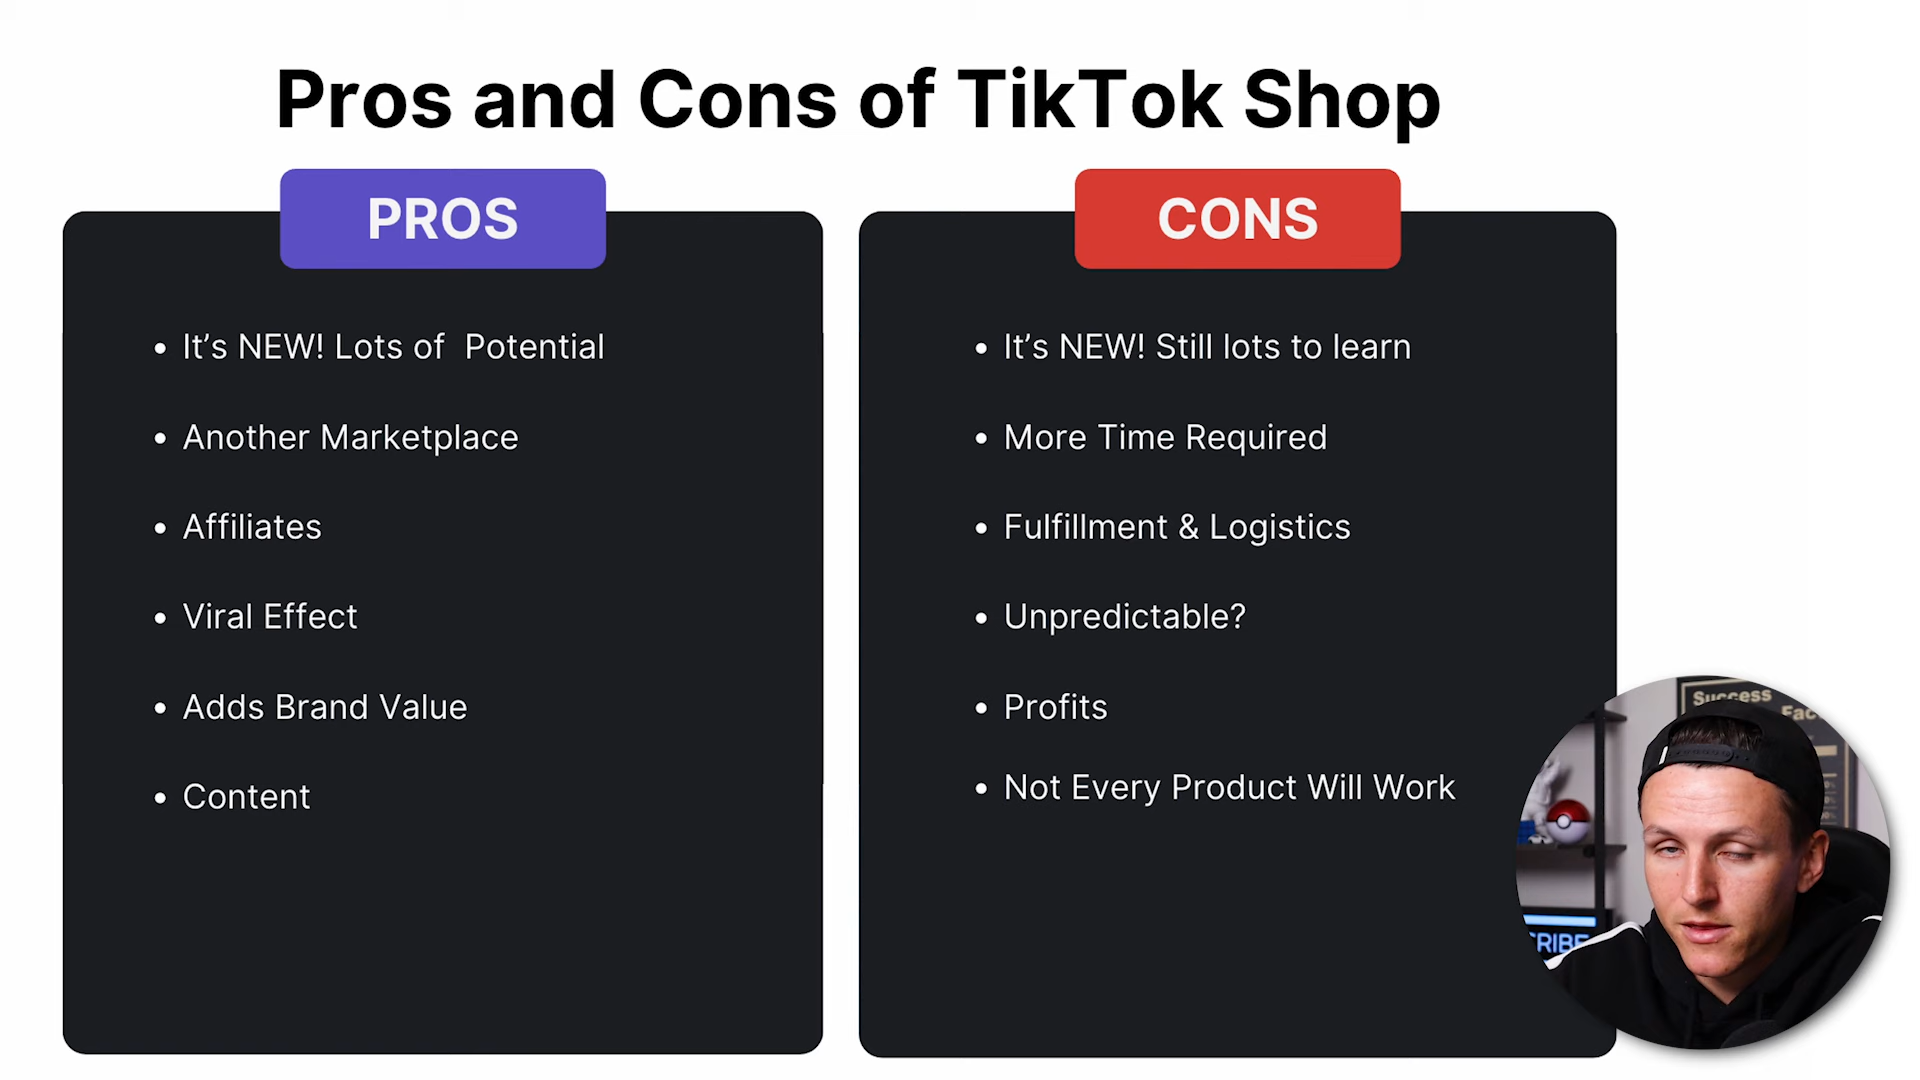 Pros and Cons of TikTok Shop
PROS
• It’s NEW! Lots of  Potential
• Another Marketplace
• Affiliates
• Viral Effect
• Adds Brand Value
• Content
CONS
• It’s NEW! Still lots to learn
• More Time Required
• Fulfillment & Logistics
• Unpredictable?
• Profits
• Not Every Product Will Work
Success